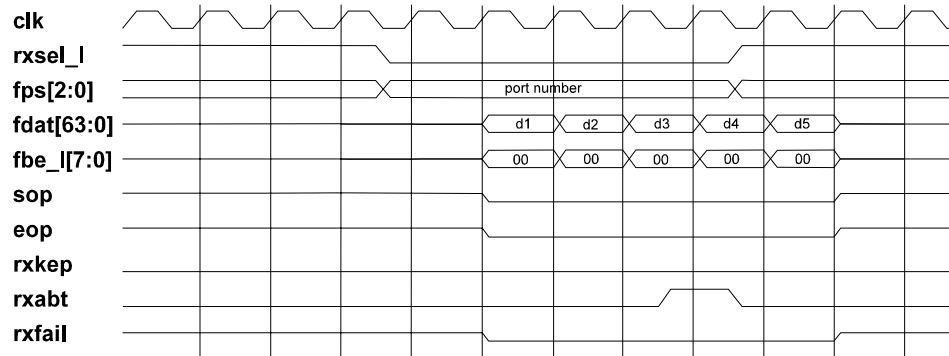 clk
rxsel_l
fps[2:0] port number
fdat[63:0] d1 d2 d3 d4 d5
fbe_l[7:0] 00 00 00 00 00
sop
eop
rxkep
rxabt
rxfail